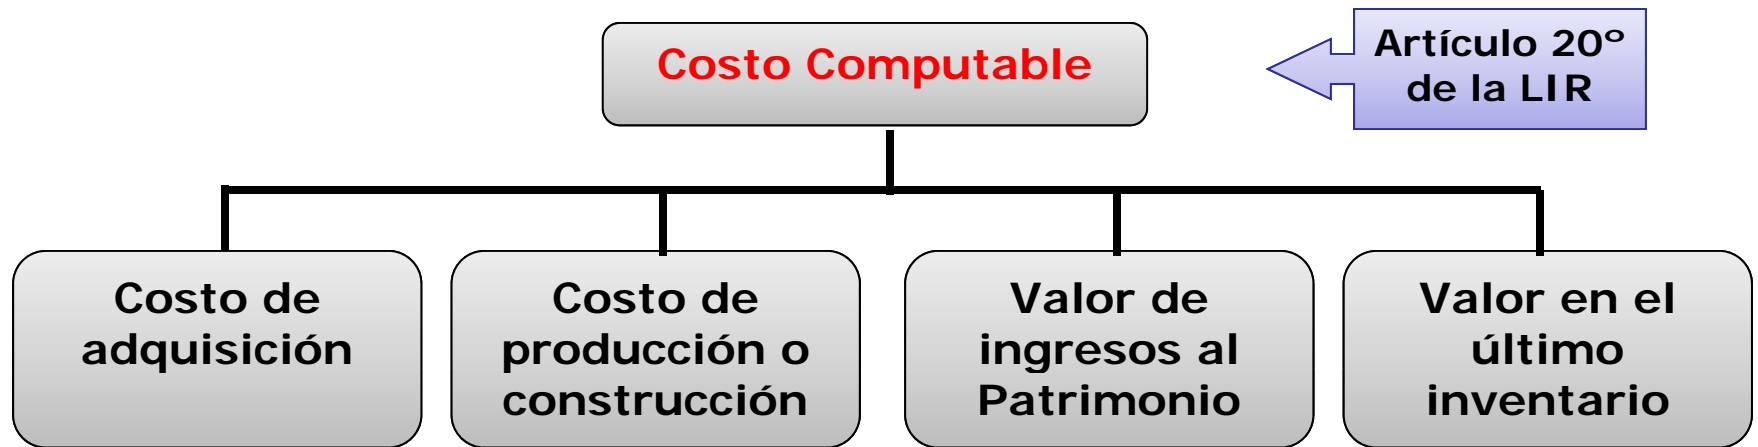 Costo Computable
Artículo 20º
de la LIR
Costo de
adquisición
Costo de
producción o
construcción
Valor de
ingresos al
Patrimonio
Valor en el
último
inventario